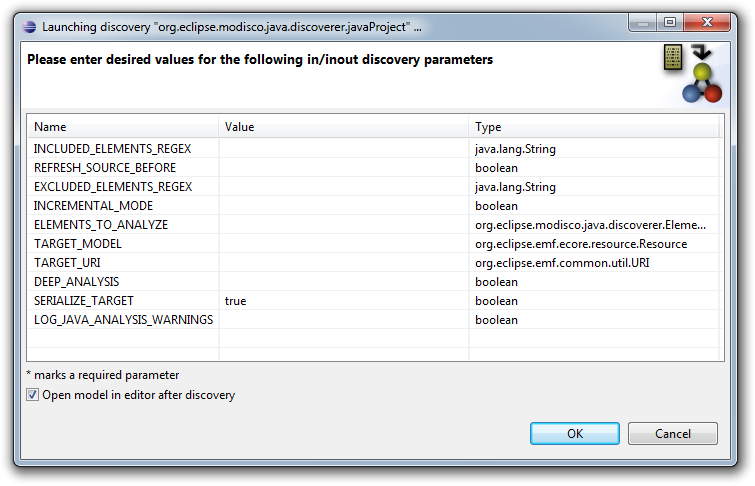 Launching discovery "org.eclipse.modisco.java.discoverer.javaProject" ...
Please enter desired values for the following in/inout discovery parameters
Name Value Type
INCLUDED_ELEMENTS_REGEX java.lang.String
REFRESH_SOURCE_BEFORE boolean
EXCLUDED_ELEMENTS_REGEX java.lang.String
INCREMENTAL_MODE boolean
ELEMENTS_TO_ANALYZE org.eclipse.modisco.java.discoverer.Eleme...
TARGET_MODEL org.eclipse.emf.ecore.resource.Resource
TARGET_URI org.eclipse.emf.common.util.URI
DEEP_ANALYSIS boolean
SERIALIZE_TARGET true boolean
LOG_JAVA_ANALYSIS_WARNINGS boolean
* marks a required parameter
Open model in editor after discovery
OK Cancel